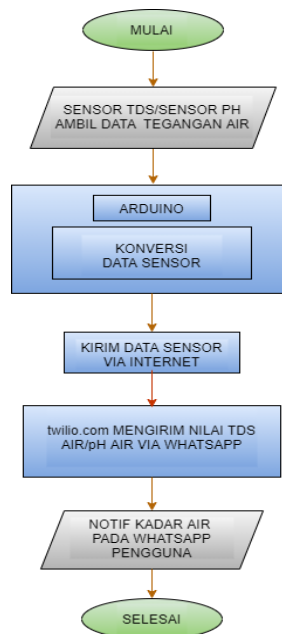 MULAI
SENSOR TDS/SENSOR PH
AMBIL DATA TEGANGAN AIR
ARDUINO
KONVERSI
DATA SENSOR
KIRIM DATA SENSOR
VIA INTERNET
twilio.com MENGIRIM NILAI TDS
AIR/pH AIR VIA WHATSAPP
NOTIF KADAR AIR
PADA WHATSAPP
PENGGUNA
SELESAI